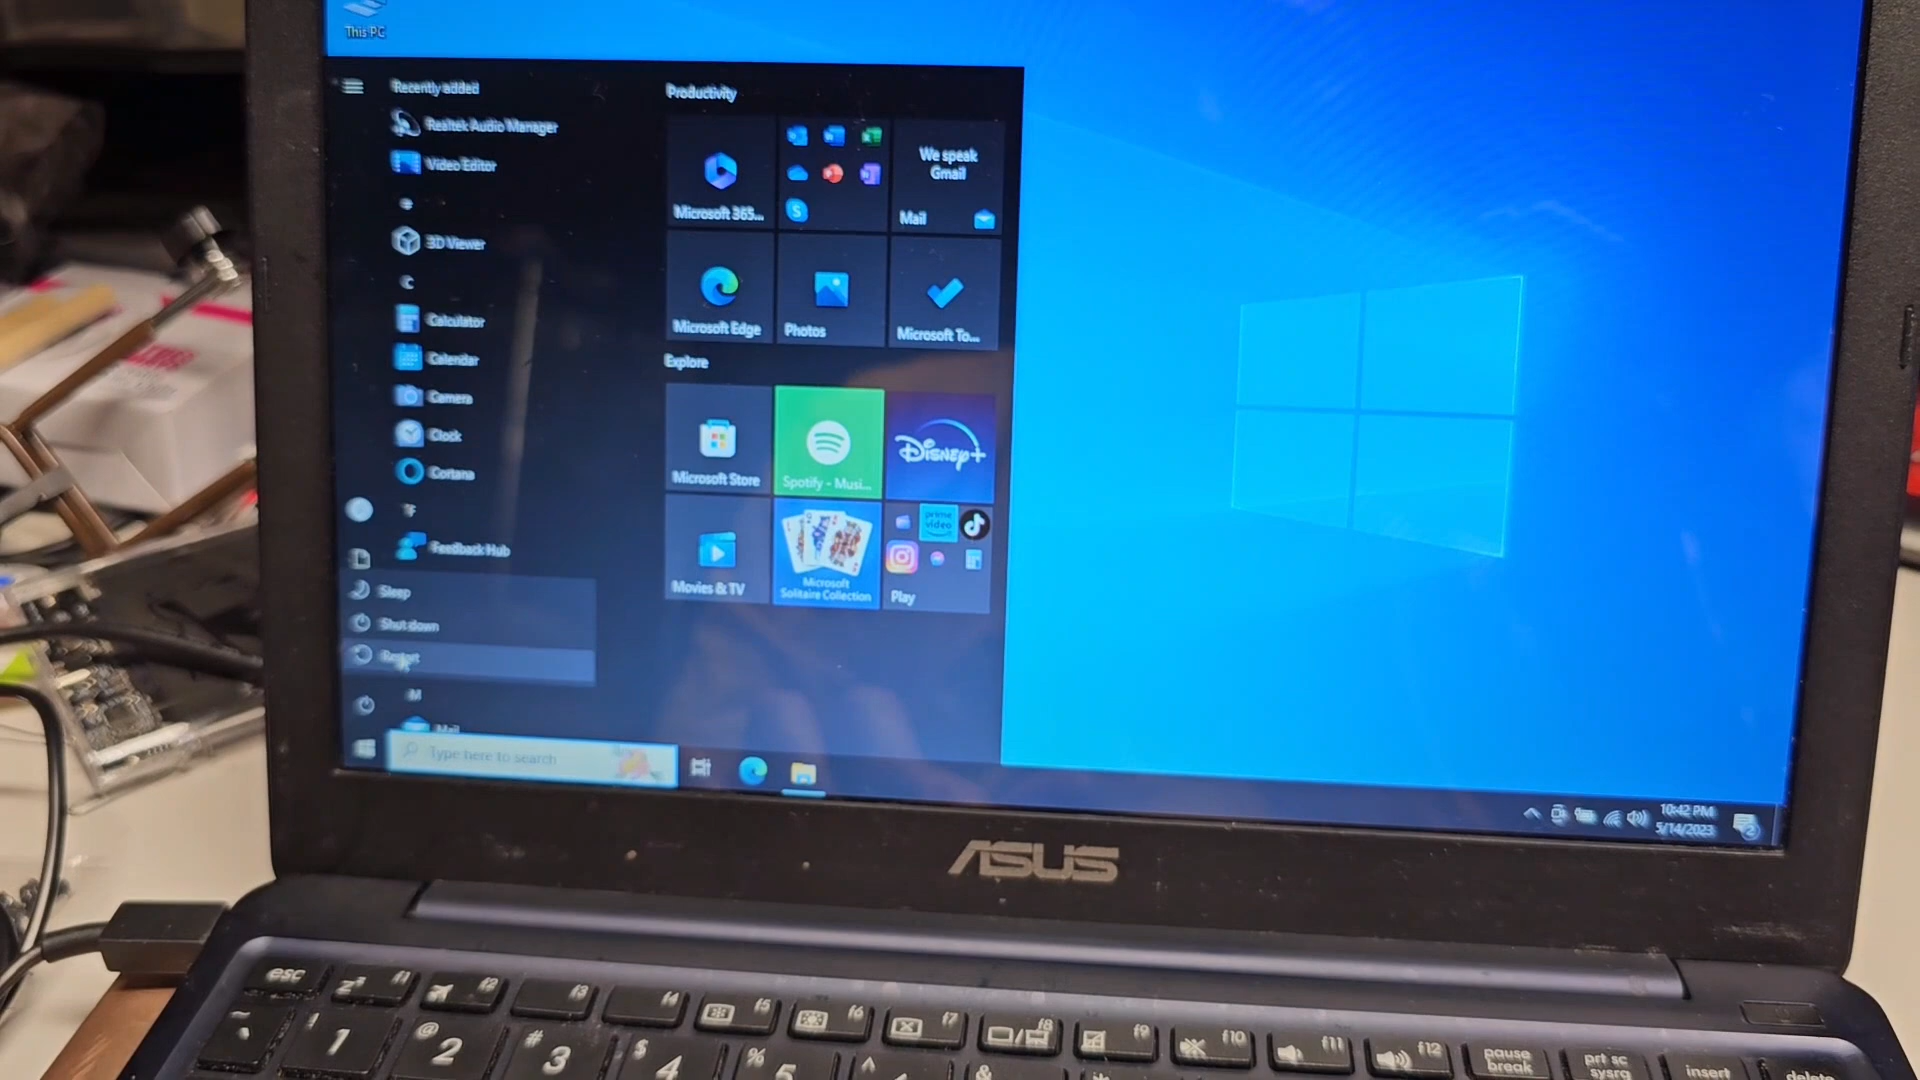 This PC
Recently added
Realtek Audio Manager
Video Editor
3D Viewer
C
Calculator
Calendar
Camera
Clock
Cortana
F
Feedback Hub
Sleep
Shut down
Restart
M
Mail
Type here to search
Productivity
Microsoft 365...
We speak
Gmail
Mail
Microsoft Edge
Photos
Microsoft To...
Explore
Microsoft Store
Spotify - Musi...
Disney+
Movies & TV
Microsoft
Solitaire Collection
prime
video
Play
10:42 PM
5/14/2023
2
ASUS
esc
z f1
f2
f3
f4
f5
f6
f7
f8
f9
f10
f11
f12
pause
break
prt sc
sysrq
insert
delete
~ `
! 1
@ 2
# 3
$ 4
% 5
^
&